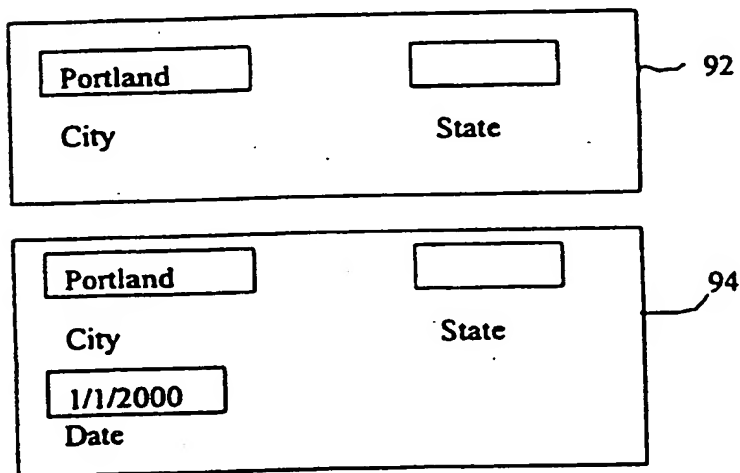 Portland
92
City State
Portland
94
City State
1/1/2000
Date